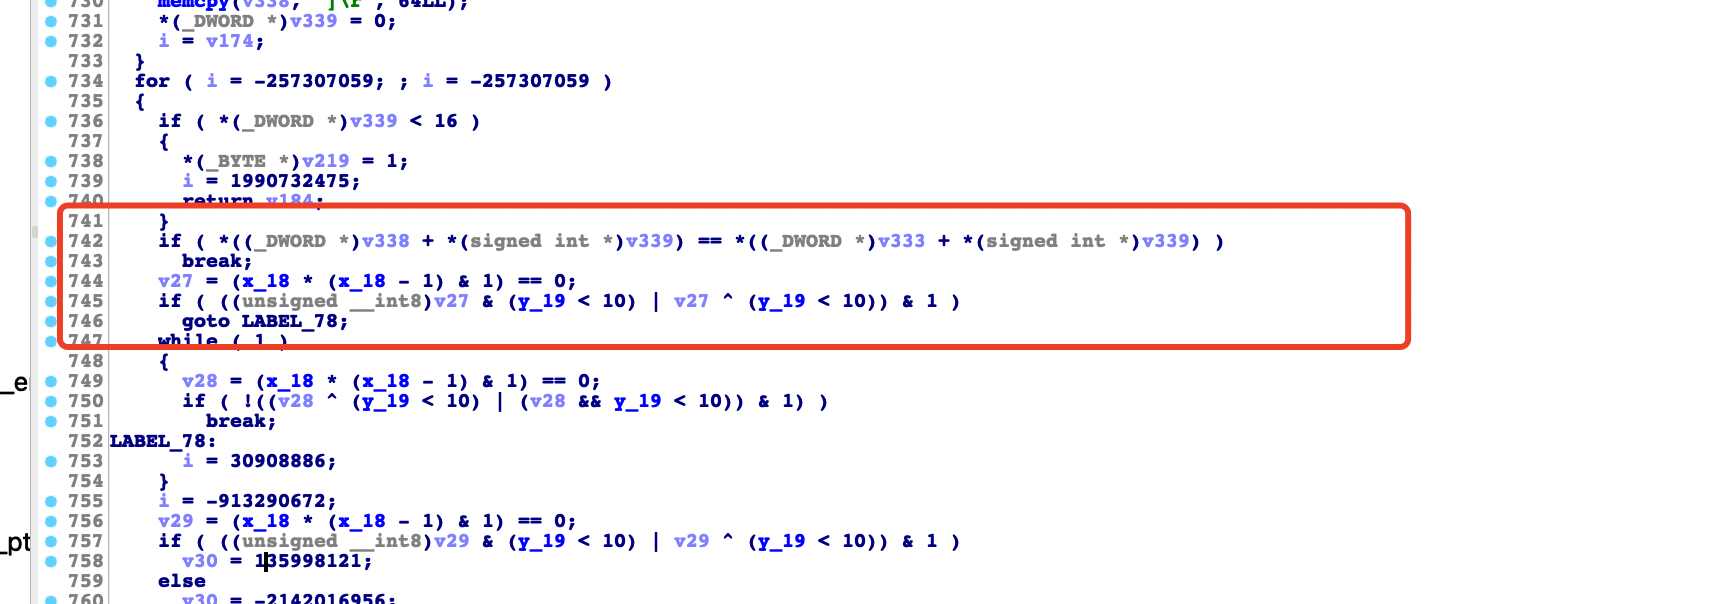 730 memcpy(v338, "]\r", 64LL);
731 *(_DWORD *)v339 = 0;
732 i = v174;
733 }
734 for ( i = -257307059; ; i = -257307059 )
735 {
736 if ( *(_DWORD *)v339 < 16 )
737 {
738 *(_BYTE *)v219 = 1;
739 i = 1990732475;
740 return v184;
741 }
742 if ( *((_DWORD *)v338 + *(signed int *)v339) == *((_DWORD *)v333 + *(signed int *)v339) )
743 break;
744 v27 = (x_18 * (x_18 - 1) & 1) == 0;
745 if ( ((unsigned __int8)v27 & (y_19 < 10) | v27 ^ (y_19 < 10)) & 1 )
746 goto LABEL_78;
747 while ( 1 )
748 {
_e
749 v28 = (x_18 * (x_18 - 1) & 1) == 0;
750 if ( !((v28 ^ (y_19 < 10) | (v28 && y_19 < 10)) & 1) )
751 break;
752 LABEL_78:
753 i = 30908886;
754 }
755 i = -913290672;
756 v29 = (x_18 * (x_18 - 1) & 1) == 0;
_pt
757 if ( ((unsigned __int8)v29 & (y_19 < 10) | v29 ^ (y_19 < 10)) & 1 )
758 v30 = 135998121;
759 else
760 v30 = -2142016956;